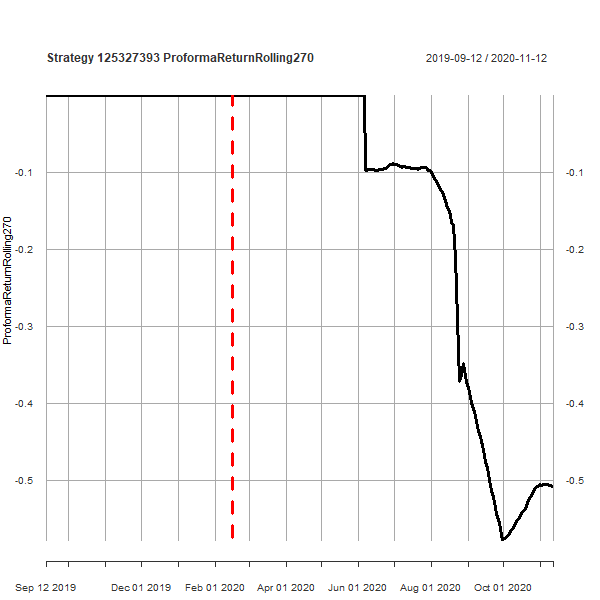 Strategy 125327393 ProformaReturnRolling270
2019-09-12 / 2020-11-12
ProformaReturnRolling270
-0.1 -0.1
-0.2 -0.2
-0.3 -0.3
-0.4 -0.4
-0.5 -0.5
Sep 12 2019 Dec 01 2019 Feb 01 2020 Apr 01 2020 Jun 01 2020 Aug 01 2020 Oct 01 2020